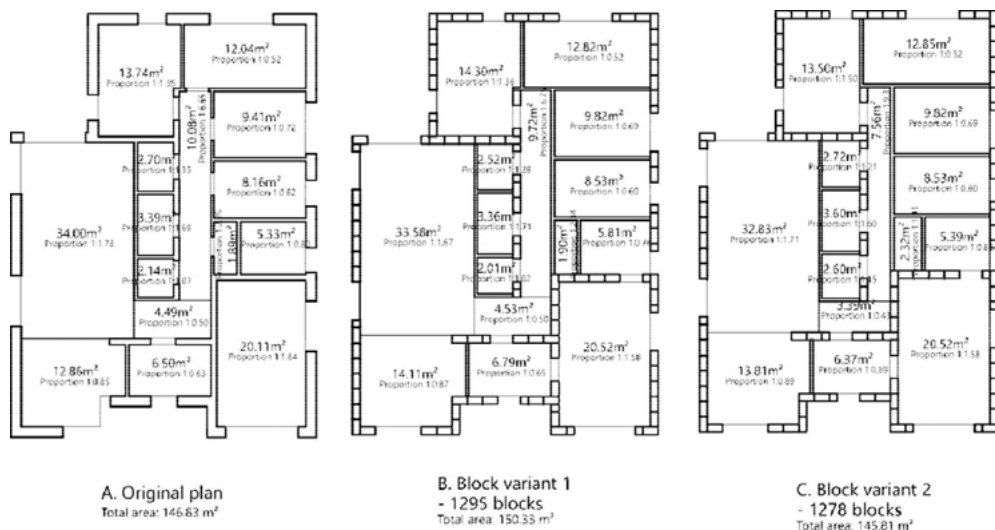 12.04m²
Proportion 1:0.52
13.74m²
Proportion 1:1.35
10.08m²
Proportion 1:6.65
9.41m²
Proportion 1:0.72
2.70m²
8.16m²
Proportion 1:0.62
3.39m²
34.00m²
Proportion 1:1.73
1.89m²
5.33m²
2.14m²
4.49m²
Proportion 1:0.50
20.11m²
Proportion 1:1.64
12.86m²
Proportion 1:0.85
6.50m²
Proportion 1:0.63
A. Original plan
Total area: 146.83 m²
12.82m²
Proportion 1:0.52
14.30m²
Proportion 1:1.36
9.72m²
9.82m²
Proportion 1:0.69
2.52m²
8.53m²
Proportion 1:0.60
3.36m²
33.58m²
Proportion 1:1.67
1.90m²
5.81m²
2.01m²
4.53m²
Proportion 1:0.50
20.52m²
Proportion 1:1.58
14.11m²
Proportion 1:0.87
6.79m²
Proportion 1:0.65
B. Block variant 1
- 1295 blocks
Total area: 150.33 m²
12.85m²
Proportion 1:0.52
13.50m²
Proportion 1:1.50
7.56m²
9.82m²
Proportion 1:0.69
2.72m²
8.53m²
Proportion 1:0.60
3.60m²
32.83m²
Proportion 1:1.71
2.32m²
5.39m²
2.60m²
3.39m²
20.52m²
Proportion 1:1.58
13.81m²
Proportion 1:0.89
6.37m²
Proportion 1:0.89
C. Block variant 2
- 1278 blocks
Total area: 145.81 m²